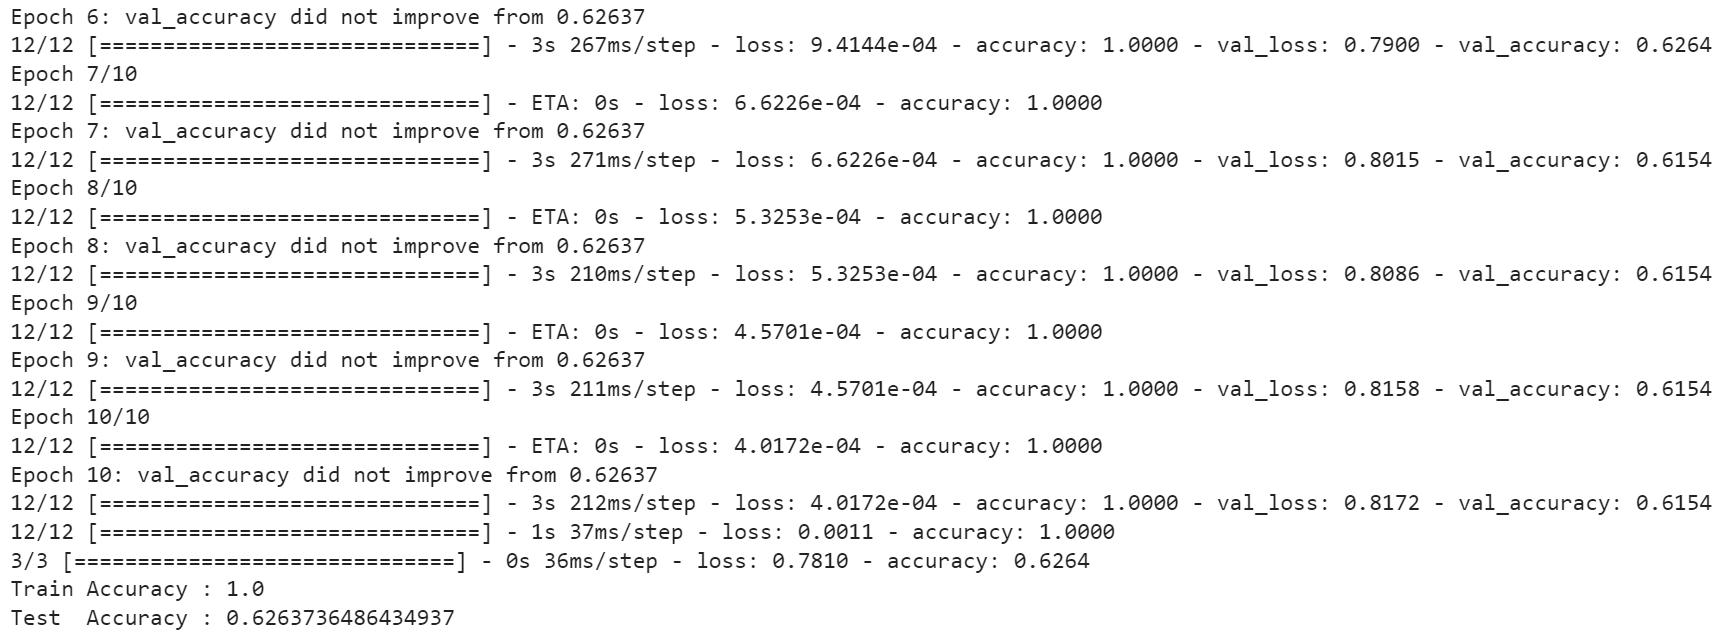 Epoch 6: val_accuracy did not improve from 0.62637
12/12 [==============================] - 3s 267ms/step - loss: 9.4144e-04 - accuracy: 1.0000 - val_loss: 0.7900 - val_accuracy: 0.6264
Epoch 7/10
12/12 [==============================] - ETA: 0s - loss: 6.6226e-04 - accuracy: 1.0000
Epoch 7: val_accuracy did not improve from 0.62637
12/12 [==============================] - 3s 271ms/step - loss: 6.6226e-04 - accuracy: 1.0000 - val_loss: 0.8015 - val_accuracy: 0.6154
Epoch 8/10
12/12 [==============================] - ETA: 0s - loss: 5.3253e-04 - accuracy: 1.0000
Epoch 8: val_accuracy did not improve from 0.62637
12/12 [==============================] - 3s 210ms/step - loss: 5.3253e-04 - accuracy: 1.0000 - val_loss: 0.8086 - val_accuracy: 0.6154
Epoch 9/10
12/12 [==============================] - ETA: 0s - loss: 4.5701e-04 - accuracy: 1.0000
Epoch 9: val_accuracy did not improve from 0.62637
12/12 [==============================] - 3s 211ms/step - loss: 4.5701e-04 - accuracy: 1.0000 - val_loss: 0.8158 - val_accuracy: 0.6154
Epoch 10/10
12/12 [==============================] - ETA: 0s - loss: 4.0172e-04 - accuracy: 1.0000
Epoch 10: val_accuracy did not improve from 0.62637
12/12 [==============================] - 3s 212ms/step - loss: 4.0172e-04 - accuracy: 1.0000 - val_loss: 0.8172 - val_accuracy: 0.6154
12/12 [==============================] - 1s 37ms/step - loss: 0.0011 - accuracy: 1.0000
3/3 [==============================] - 0s 36ms/step - loss: 0.7810 - accuracy: 0.6264
Train Accuracy : 1.0
Test  Accuracy : 0.6263736486434937